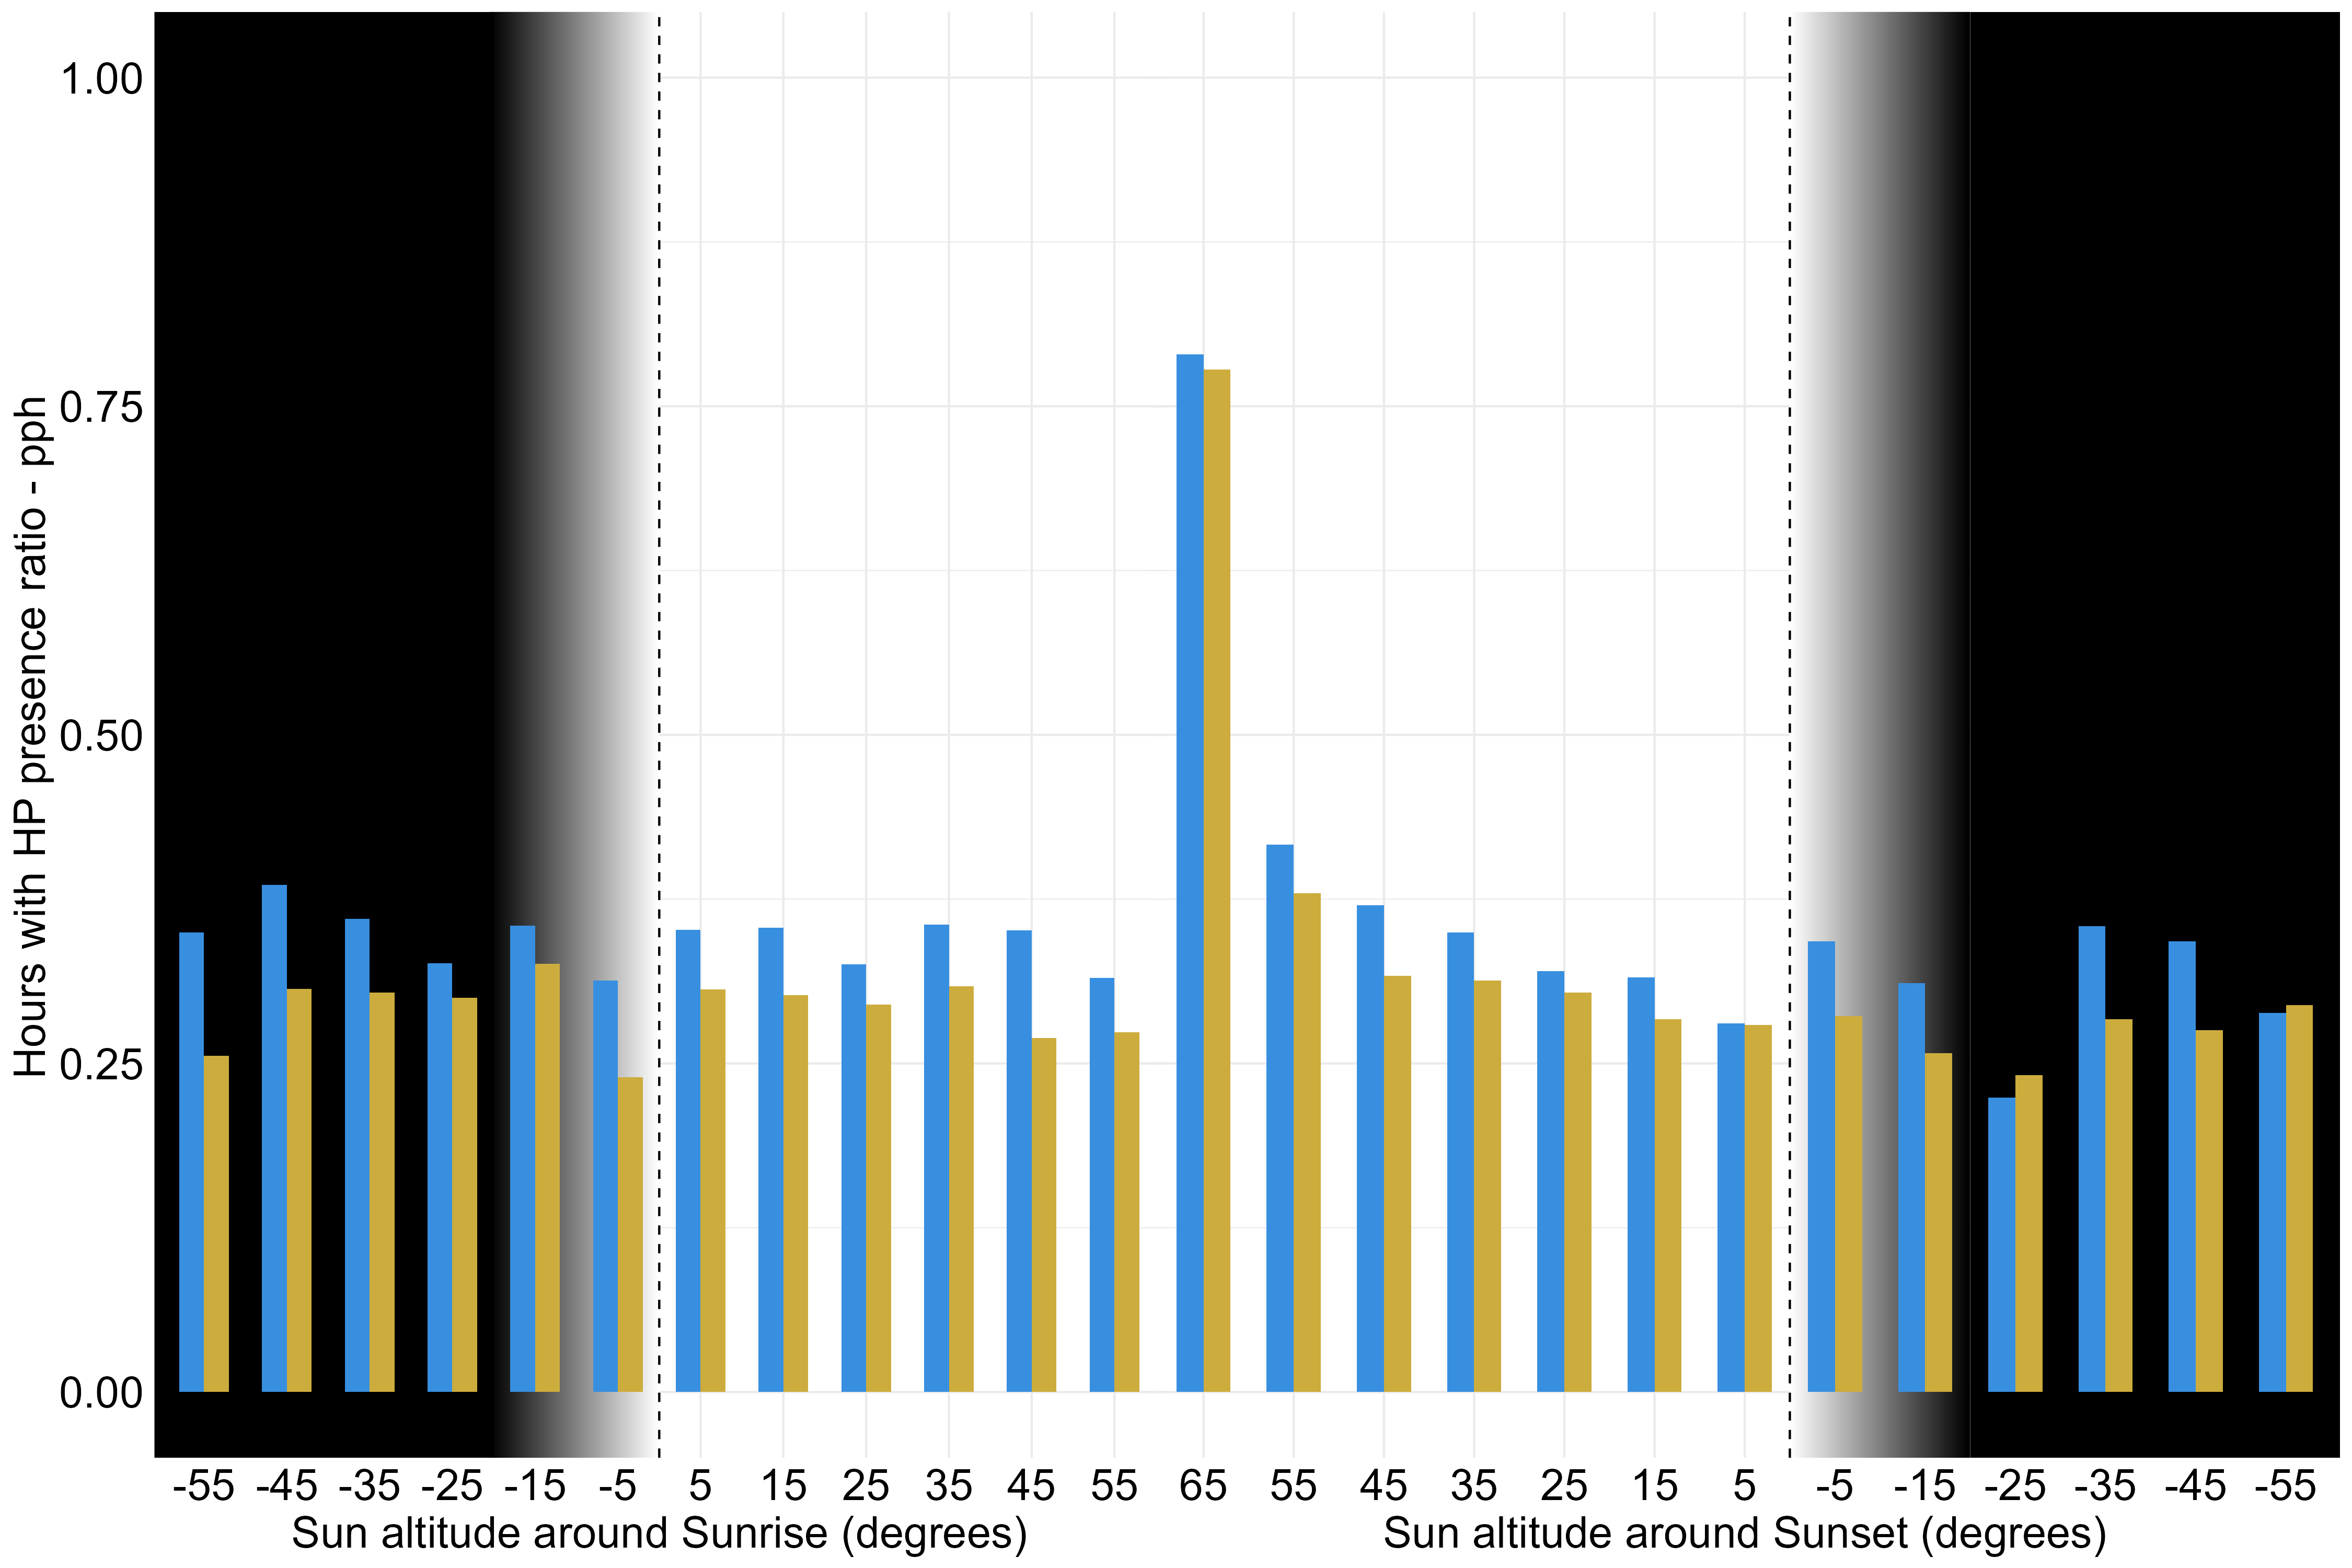 Hours with HP presence ratio - pph
1.00
0.75
0.50
0.25
0.00
-55 -45 -35 -25 -15 -5 5 15 25 35 45 55 65 55 45 35 25 15 5 -5 -15 -25 -35 -45 -55
Sun altitude around Sunrise (degrees) Sun altitude around Sunset (degrees)